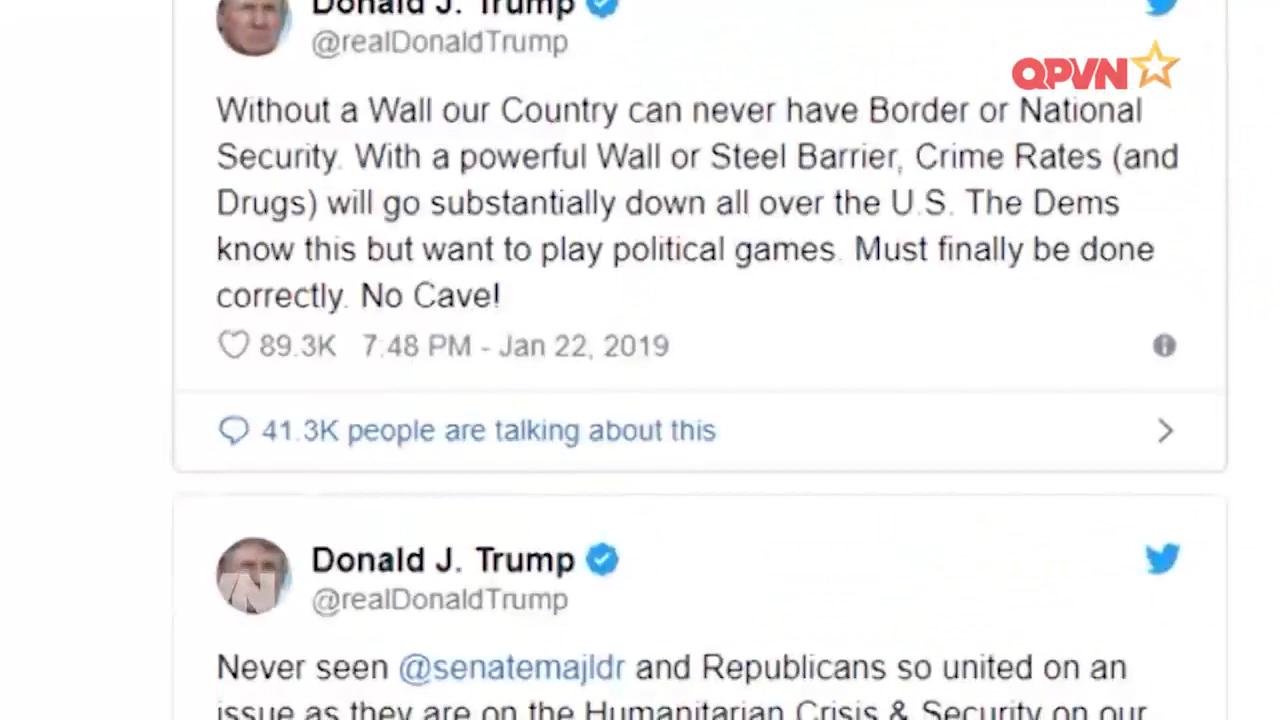 Donald J. Trump
@realDonaldTrump
QPVN
Without a Wall our Country can never have Border or National
Security. With a powerful Wall or Steel Barrier, Crime Rates (and
Drugs) will go substantially down all over the U.S. The Dems
know this but want to play political games. Must finally be done
correctly. No Cave!
89.3K 7:48 PM - Jan 22, 2019
41.3K people are talking about this
Donald J. Trump
@realDonaldTrump
Never seen @senatemajldr and Republicans so united on an
issue as they are on the Humanitarian Crisis & Security on our